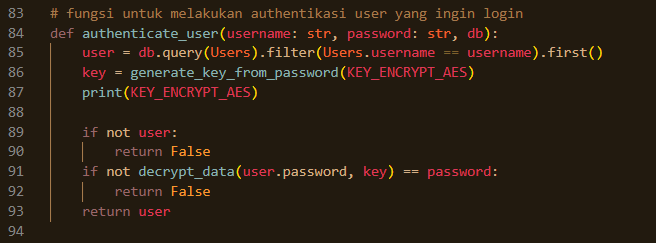 83 # fungsi untuk melakukan authentikasi user yang ingin login
84 def authenticate_user(username: str, password: str, db):
85     user = db.query(Users).filter(Users.username == username).first()
86     key = generate_key_from_password(KEY_ENCRYPT_AES)
87     print(KEY_ENCRYPT_AES)
88
89     if not user:
90         return False
91     if not decrypt_data(user.password, key) == password:
92         return False
93     return user
94